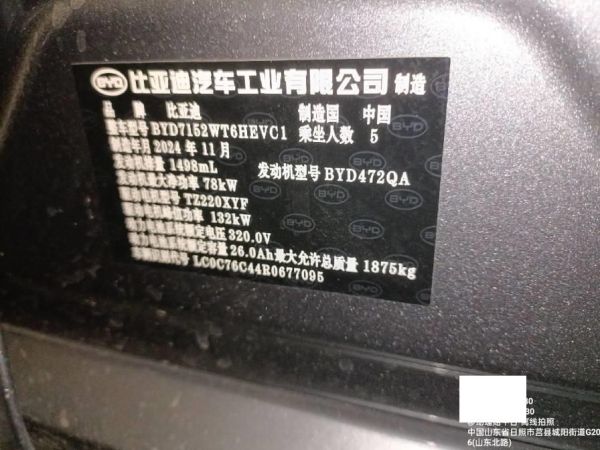 BYD 比亚迪汽车工业有限公司 制造
品 牌 比亚迪 制造国 中国
整车型号 BYD7152WT6HEVC1 乘坐人数 5
制造年月 2024 年 11 月
发动机排量 1498mL 发动机型号 BYD472QA
发动机最大净功率 78kW
驱动电机型号 TZ220XYF
驱动电机峰值功率 132kW
动力电池系统额定电压 320.0V
动力电池系统额定容量 26.0Ah 最大允许总质量 1875kg
车辆识别代号 LC0C76C44R0677095
30
30
离线拍照
中国山东省日照市莒县城阳街道G20
6(山东北路)